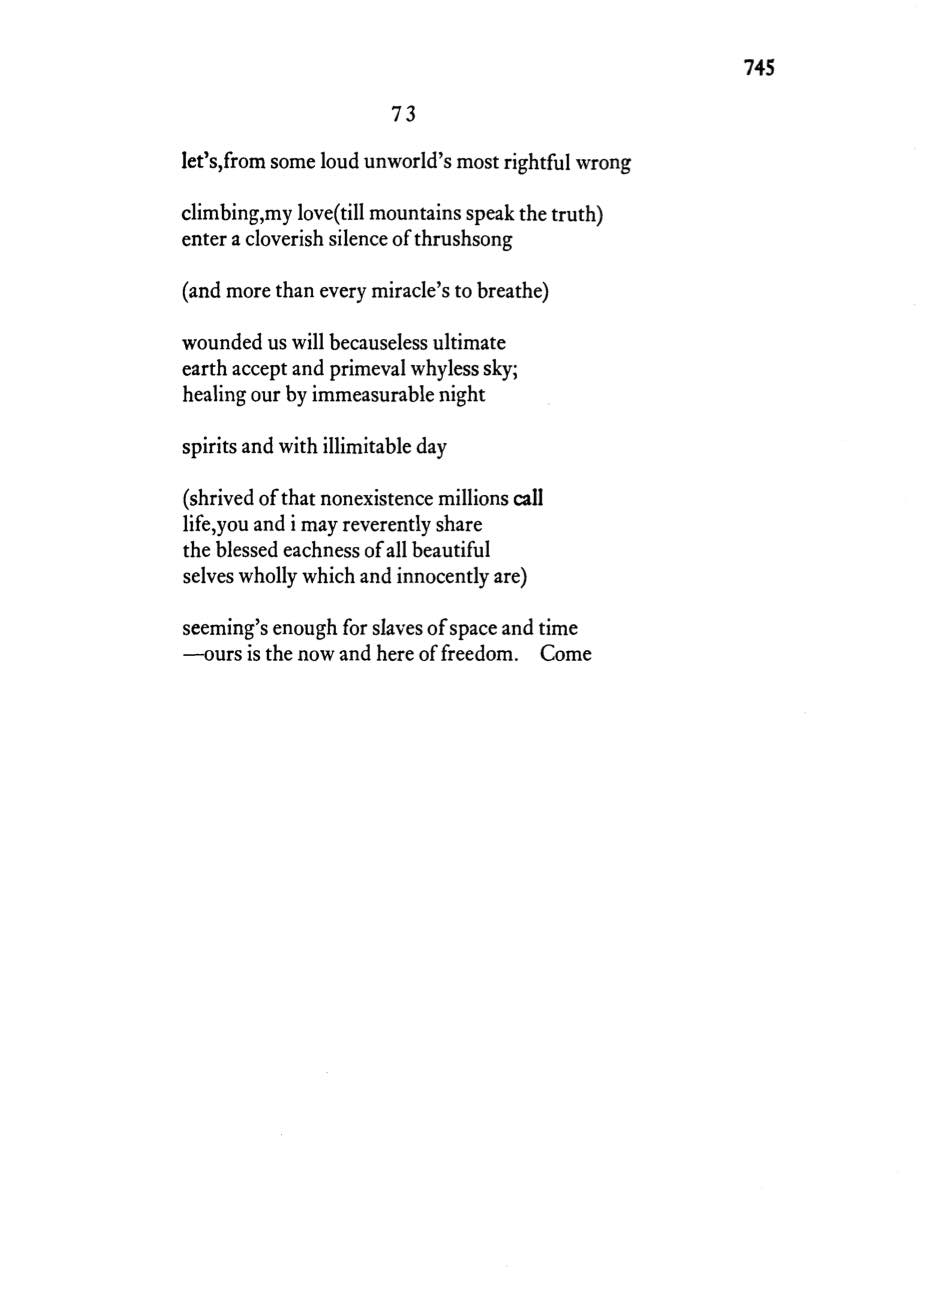 745
73
let's,from some loud unworld's most rightful wrong
climbing,my love(till mountains speak the truth)
enter a cloverish silence of thrushsong
(and more than every miracle's to breathe)
wounded us will becauseless ultimate
earth accept and primeval whyless sky;
healing our by immeasurable night
spirits and with illimitable day
(shrived of that nonexistence millions call
life,you and i may reverently share
the blessed eachness of all beautiful
selves wholly which and innocently are)
seeming's enough for slaves of space and time
—ours is the now and here of freedom.   Come